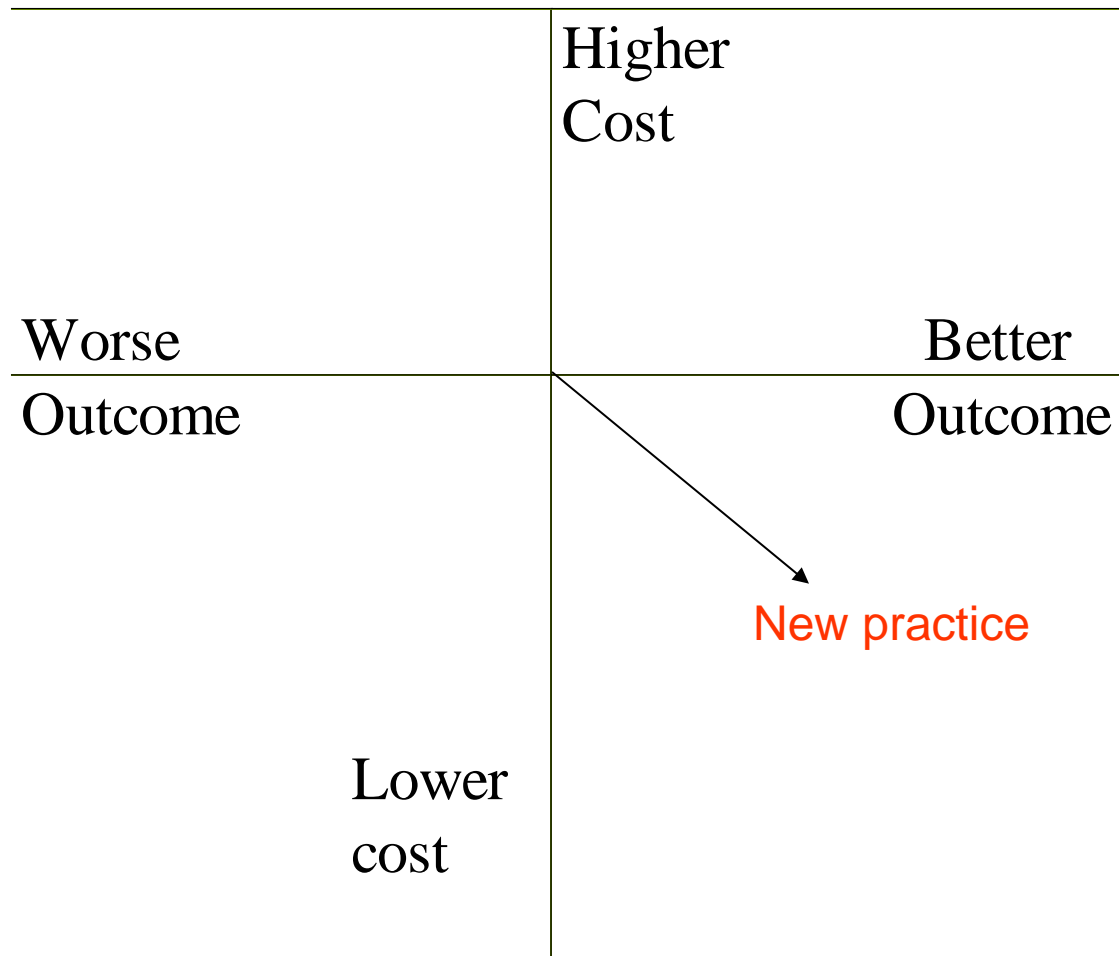 Higher
Cost
Worse
Outcome
Better
Outcome
New practice
Lower
cost